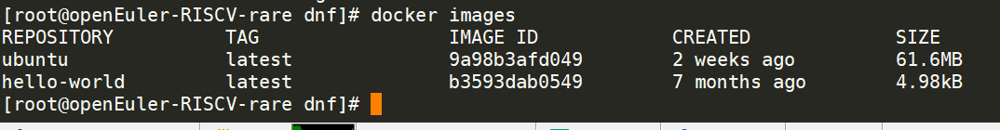 [root@openEuler-RISCV-rare dnf]# docker images
REPOSITORY TAG IMAGE ID CREATED SIZE
ubuntu latest 9a98b3afd049 2 weeks ago 61.6MB
hello-world latest b3593dab0549 7 months ago 4.98kB
[root@openEuler-RISCV-rare dnf]#